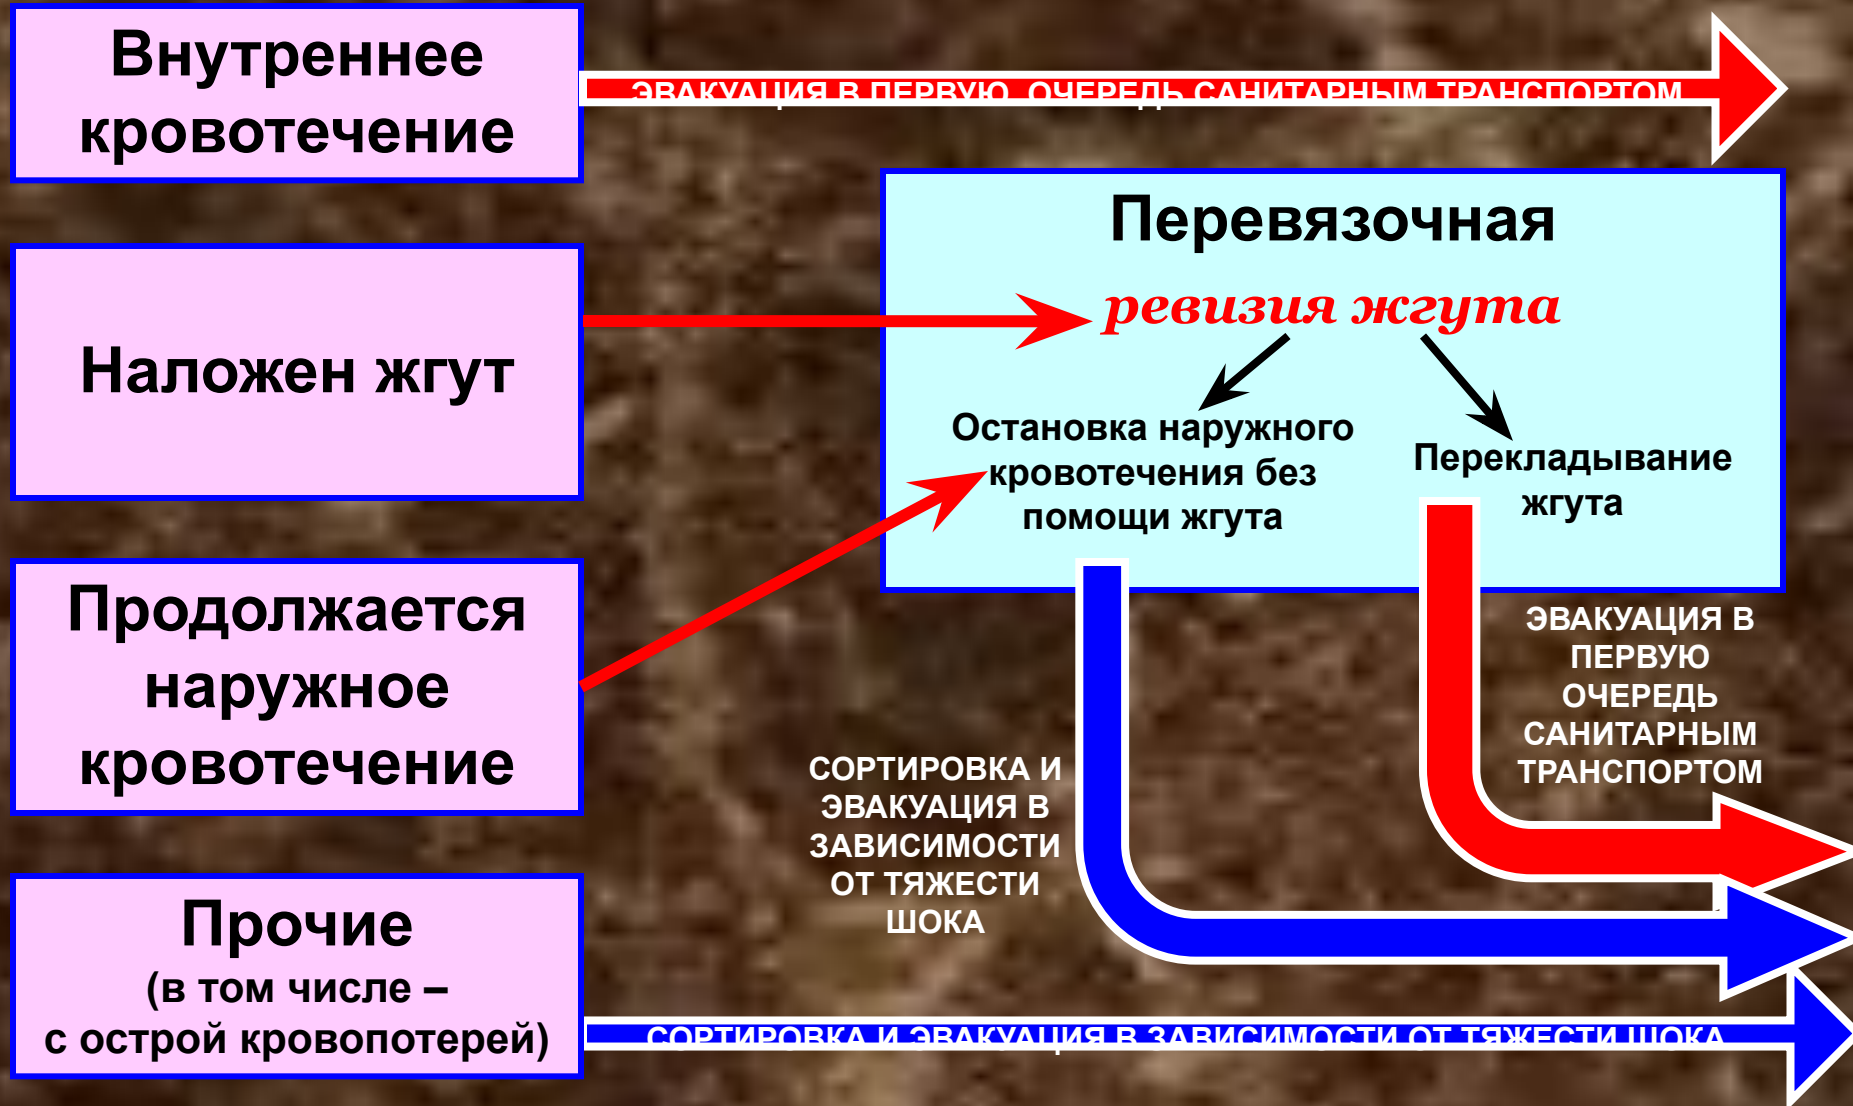 Внутреннее
кровотечение
ЭВАКУАЦИЯ В ПЕРВУЮ ОЧЕРЕДЬ САНИТАРНЫМ ТРАНСПОРТОМ
Перевязочная
ревизия жгута
Наложен жгут
Остановка наружного
кровотечения без
помощи жгута
Перекладывание
жгута
Продолжается
наружное
кровотечение
ЭВАКУАЦИЯ В
ПЕРВУЮ
ОЧЕРЕДЬ
САНИТАРНЫМ
ТРАНСПОРТОМ
СОРТИРОВКА И
ЭВАКУАЦИЯ В
ЗАВИСИМОСТИ
ОТ ТЯЖЕСТИ
ШОКА
Прочие
(в том числе –
с острой кровопотерей)
СОРТИРОВКА И ЭВАКУАЦИЯ В ЗАВИСИМОСТИ ОТ ТЯЖЕСТИ ШОКА